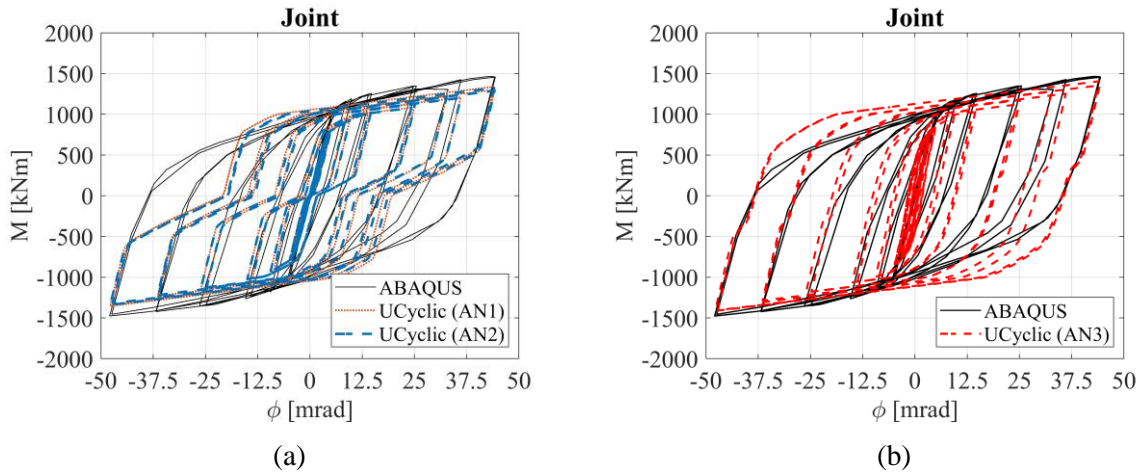 Joint
2000
1500
1000
500
0
-500
-1000
-1500
-2000
M [kNm]
-50 -37.5 -25 -12.5 0 12.5 25 37.5 50
ϕ [mrad]
ABAQUS
UCyclic (AN1)
UCyclic (AN2)
(a)
Joint
2000
1500
1000
500
0
-500
-1000
-1500
-2000
M [kNm]
-50 -37.5 -25 -12.5 0 12.5 25 37.5 50
ϕ [mrad]
ABAQUS
UCyclic (AN3)
(b)